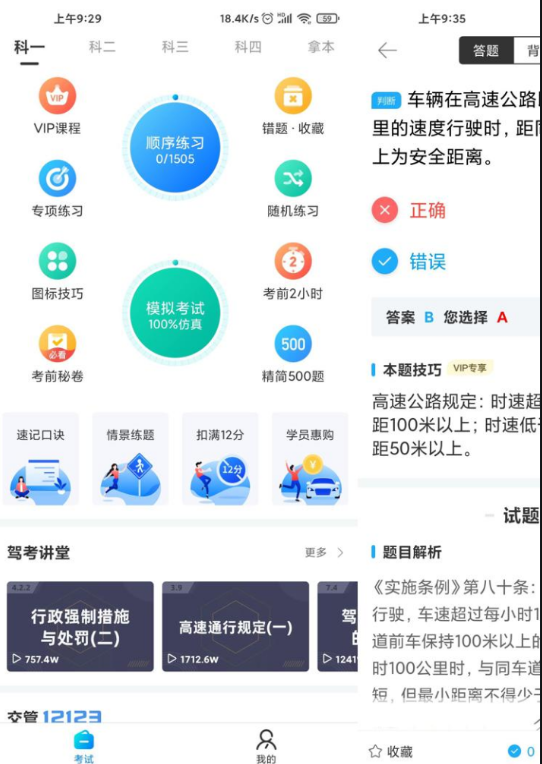 上午9:29
18.4K/s
59
科一
科二
科三
科四
拿本
VIP
VIP课程
顺序练习
0/1505
错题·收藏
专项练习
随机练习
图标技巧
模拟考试
100%仿真
2
考前2小时
必看
考前秘卷
500
精简500题
速记口诀
情景练题
扣满12分
12分
学员惠购
驾考讲堂
更多
4.2.2
行政强制措施
与处罚(二)
757.4W
3.9
高速通行规定(一)
1712.6W
7.4
驾
1241
交管 12123
考试
我的
上午9:35
答题
背
判断 车辆在高速公路
里的速度行驶时，距
上为安全距离。
正确
错误
答案 B 您选择 A
本题技巧 VIP专享
高速公路规定：时速超
距100米以上；时速低
距50米以上。
试题
题目解析
《实施条例》第八十条：
行驶，车速超过每小时1
道前车保持100米以上的
时100公里时，与同车道
短，但最小距离不得少于
收藏
0